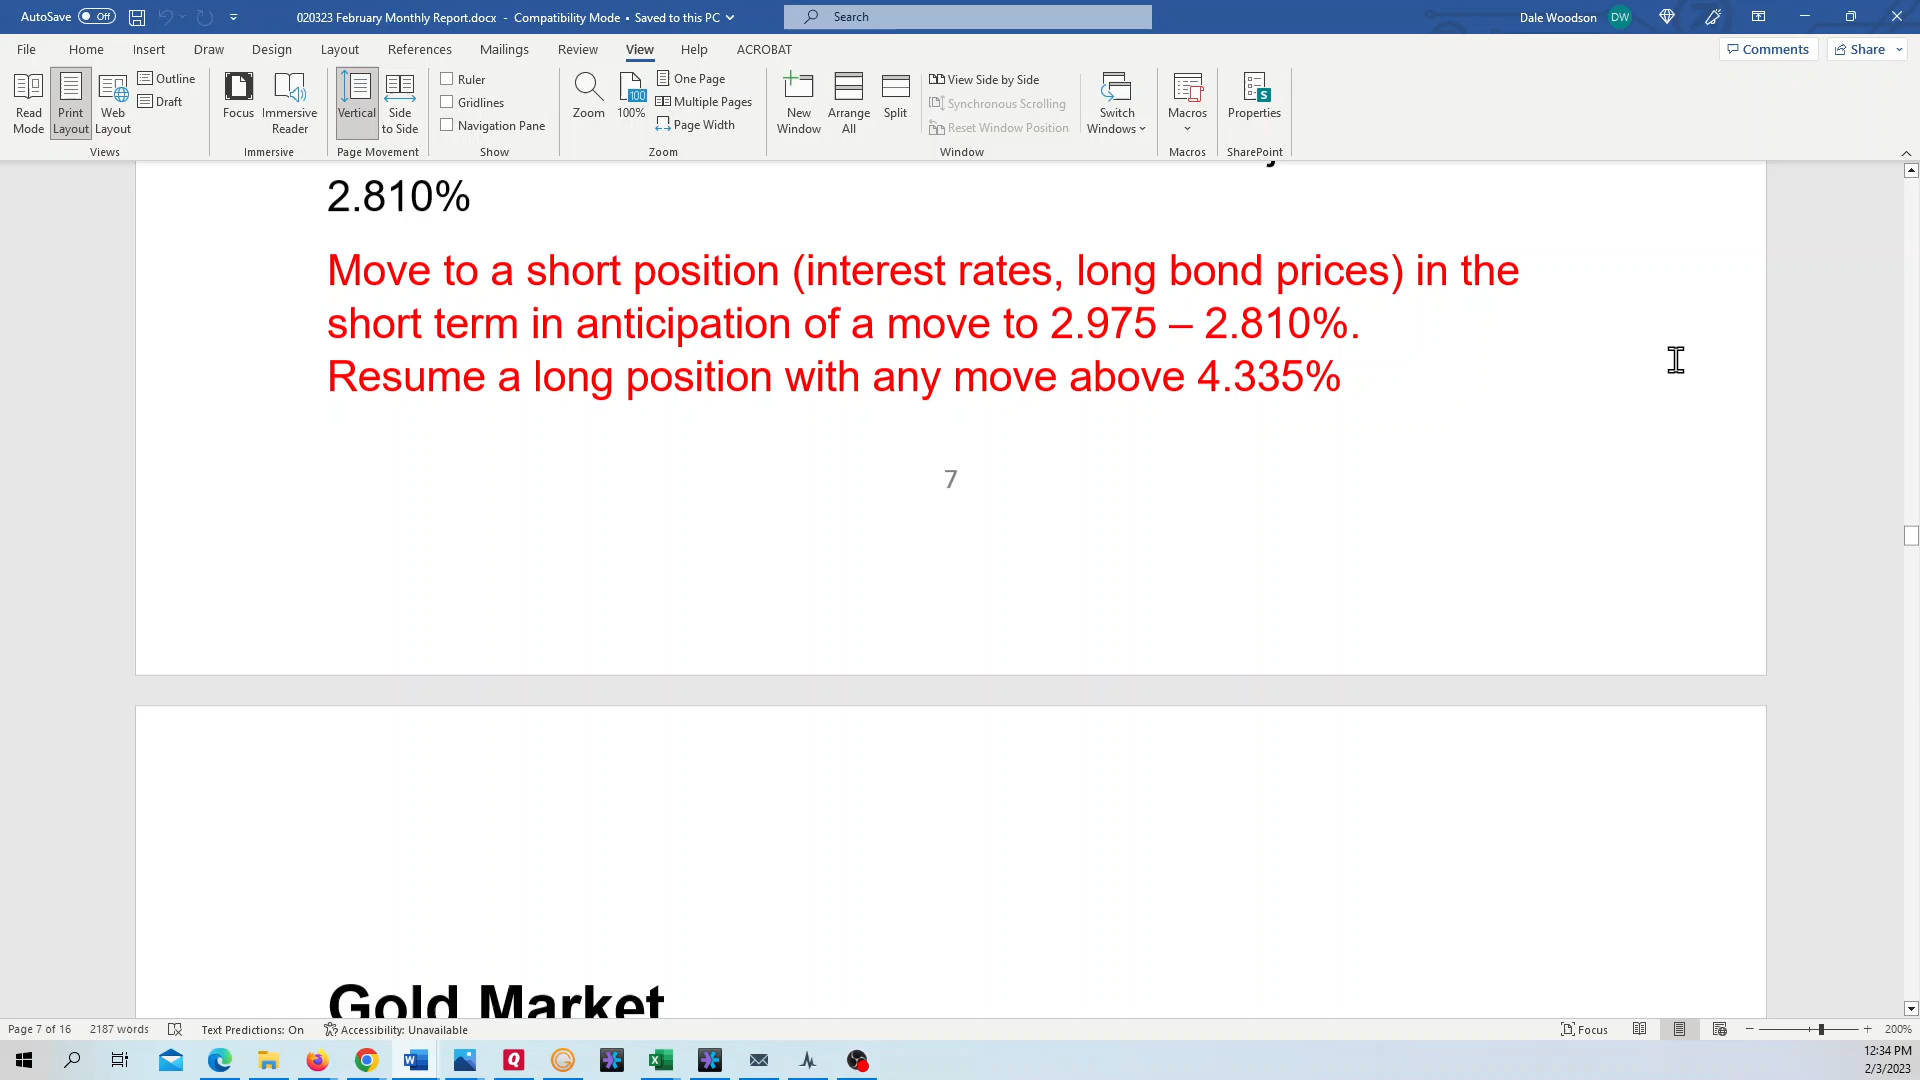 AutoSave Off 020323 February Monthly Report.docx - Compatibility Mode • Saved to this PC Search Dale Woodson DW
File Home Insert Draw Design Layout References Mailings Review View Help ACROBAT Comments Share
Read Mode
Print Layout
Web Layout
Outline
Draft
Views
Focus
Immersive Reader
Immersive
Vertical
Side to Side
Page Movement
Ruler
Gridlines
Navigation Pane
Show
Zoom
100
100%
One Page
Multiple Pages
Page Width
Zoom
New Window
Arrange All
Split
View Side by Side
Synchronous Scrolling
Reset Window Position
Window
Switch Windows
Macros
Macros
Properties
SharePoint
2.810%
Move to a short position (interest rates, long bond prices) in the
short term in anticipation of a move to 2.975 – 2.810%.
Resume a long position with any move above 4.335%
7
Gold Market
Page 7 of 16 2187 words Text Predictions: On Accessibility: Unavailable Focus 200%
12:34 PM
2/3/2023